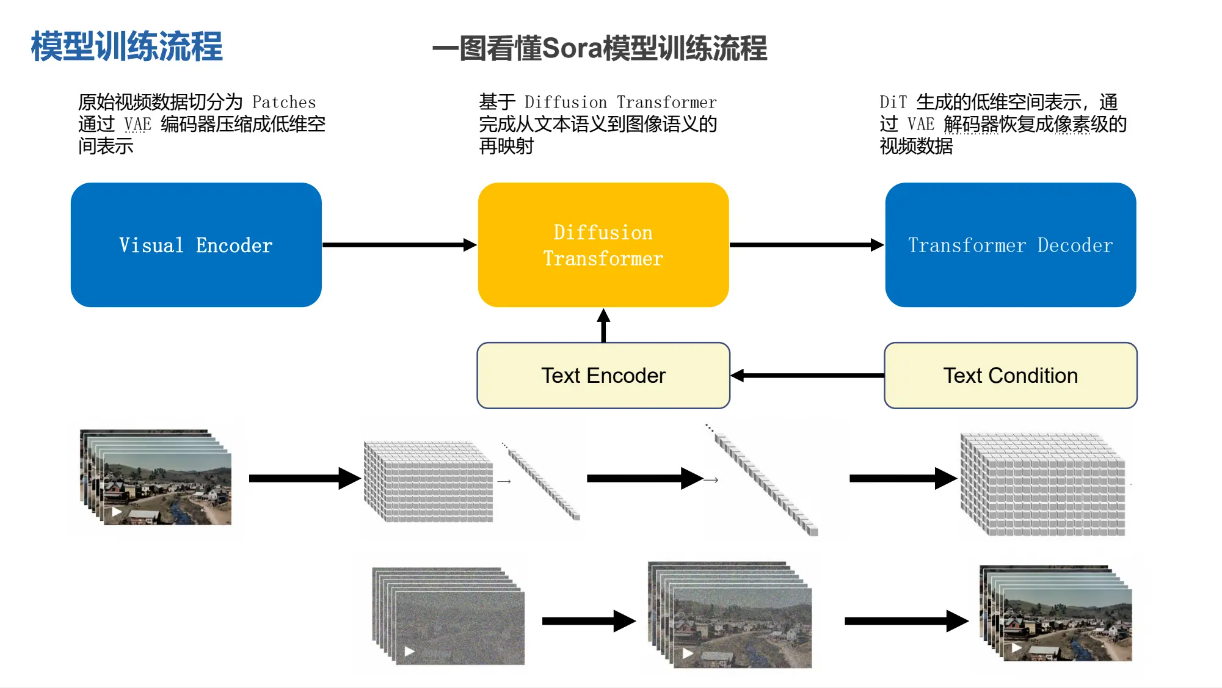 模型训练流程
一图看懂Sora模型训练流程
原始视频数据切分为 Patches
通过 VAE 编码器压缩成低维空
间表示
基于 Diffusion Transformer
完成从文本语义到图像语义的
再映射
DiT 生成的低维空间表示，通
过 VAE 解码器恢复成像素级的
视频数据
Visual Encoder
Diffusion
Transformer
Transformer Decoder
Text Encoder
Text Condition